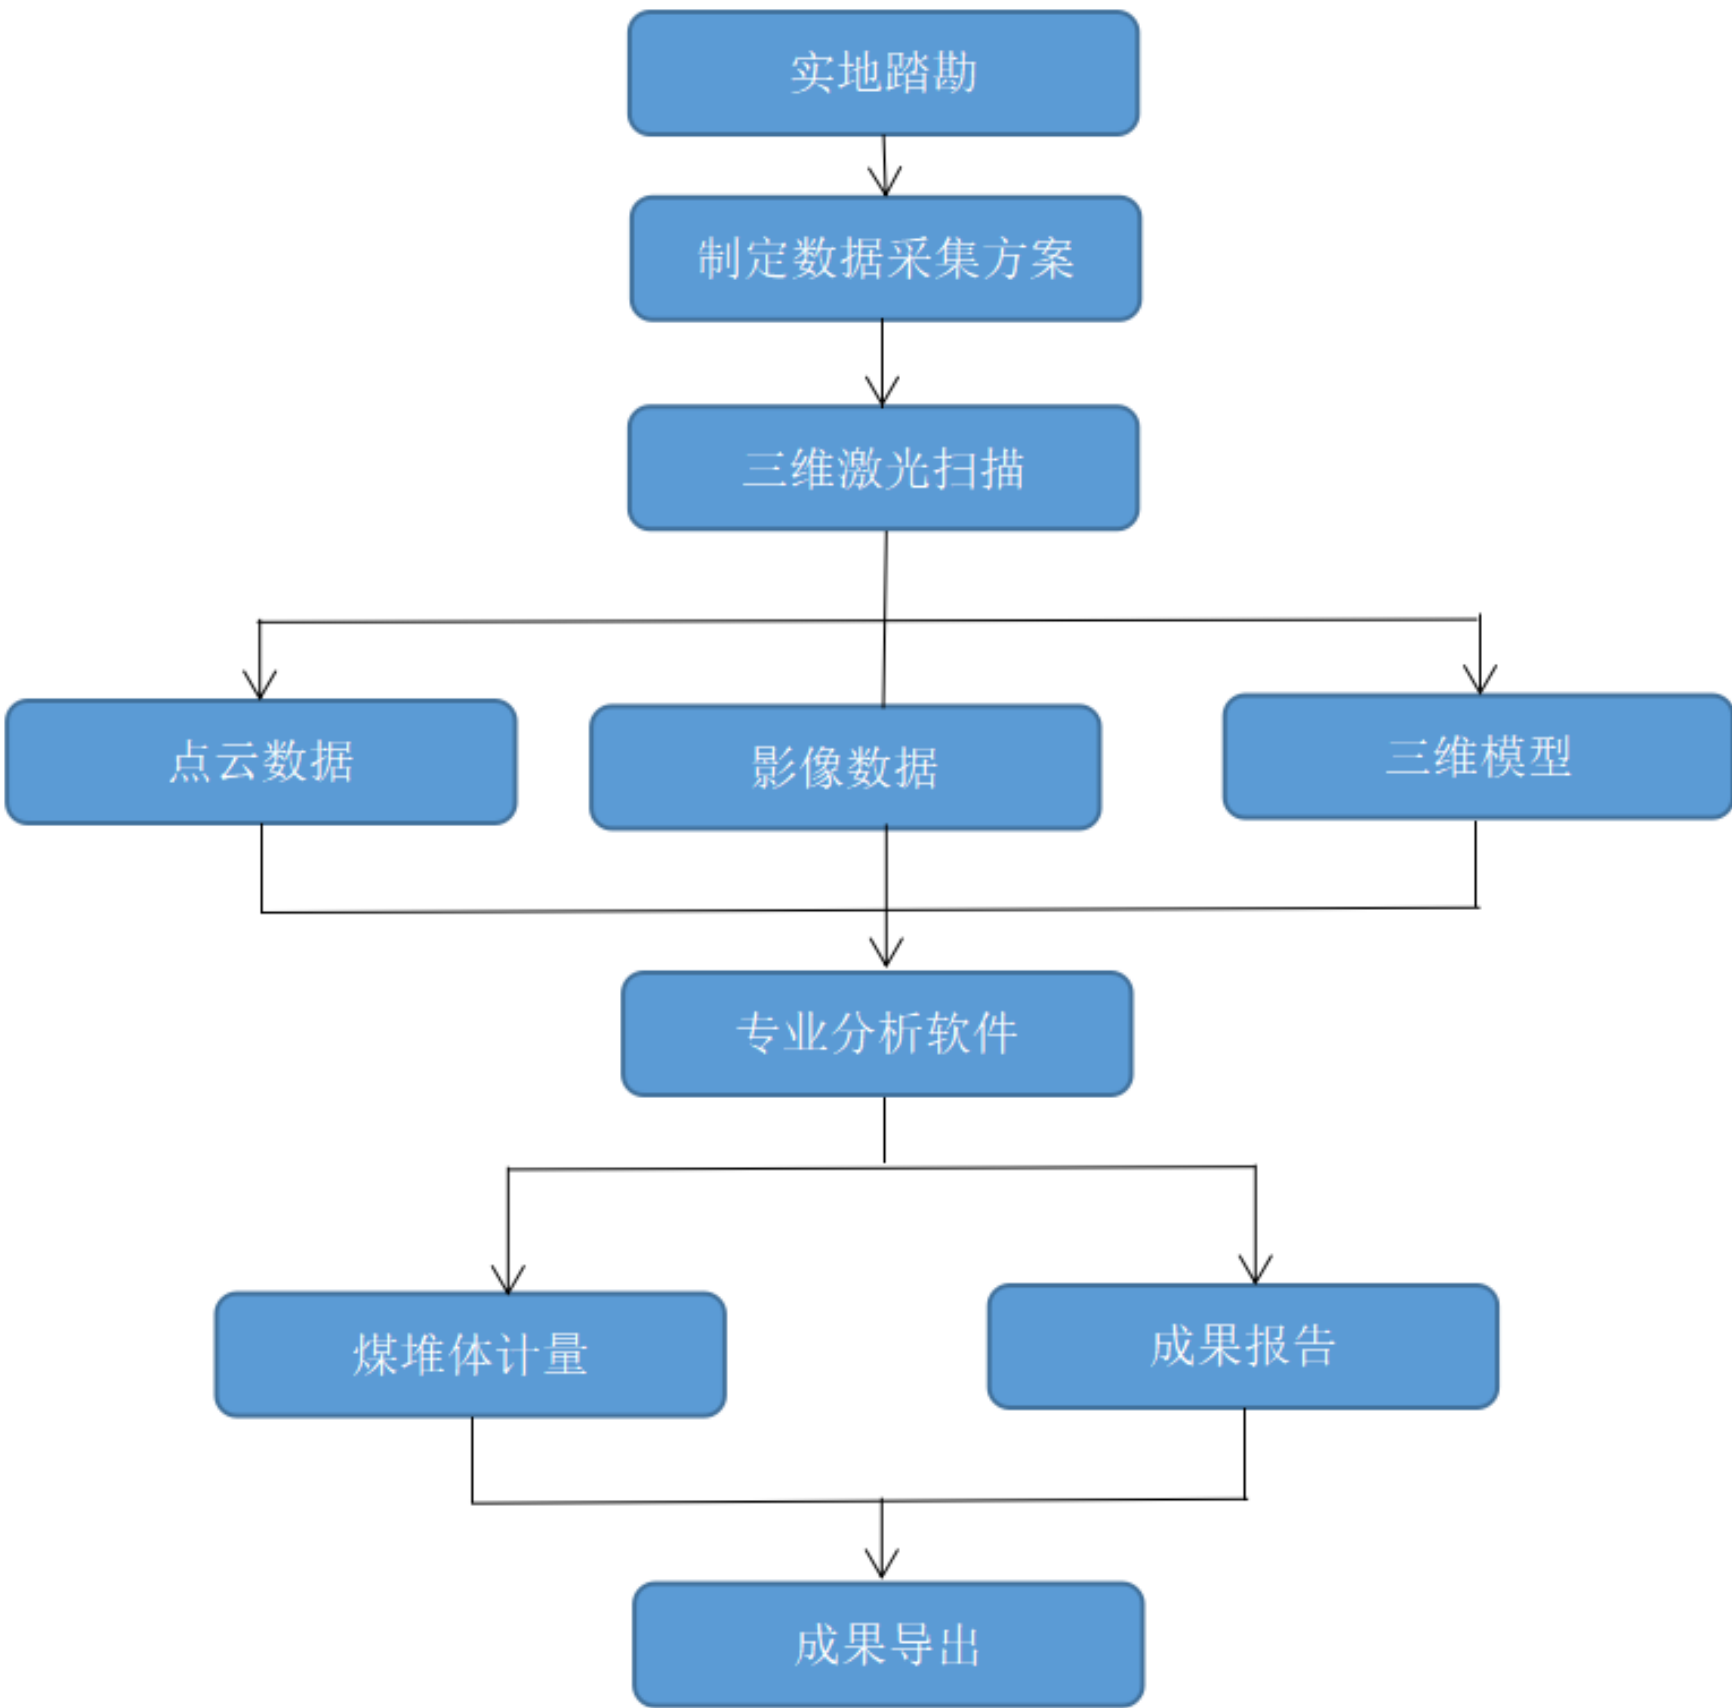 实地踏勘
制定数据采集方案
三维激光扫描
点云数据
影像数据
三维模型
专业分析软件
煤堆体计量
成果报告
成果导出